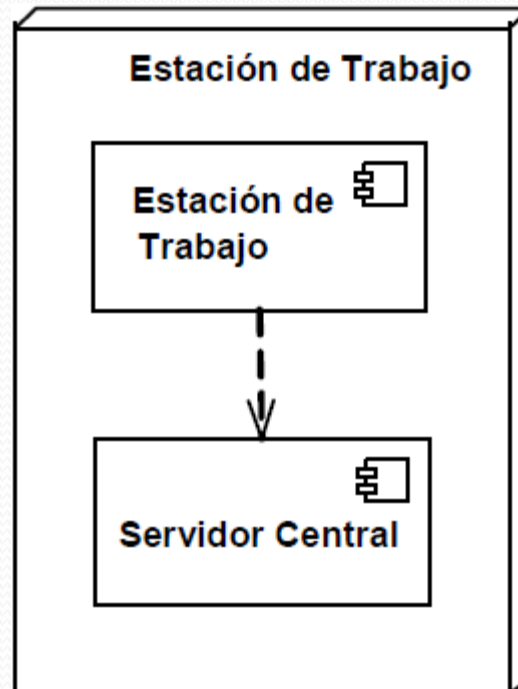 Estación de Trabajo
Estación de
Trabajo
Servidor Central